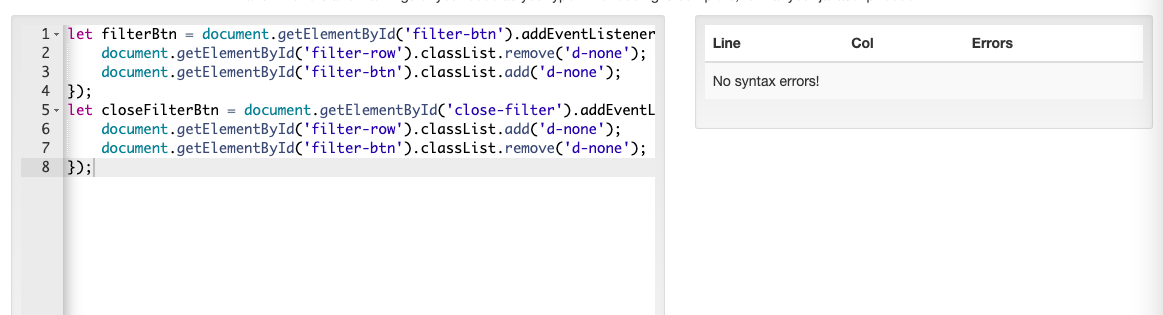 1 let filterBtn = document.getElementById('filter-btn').addEventListener
2     document.getElementById('filter-row').classList.remove('d-none');
3     document.getElementById('filter-btn').classList.add('d-none');
4 });
5 let closeFilterBtn = document.getElementById('close-filter').addEventL
6     document.getElementById('filter-row').classList.add('d-none');
7     document.getElementById('filter-btn').classList.remove('d-none');
8 });
Line Col Errors
No syntax errors!